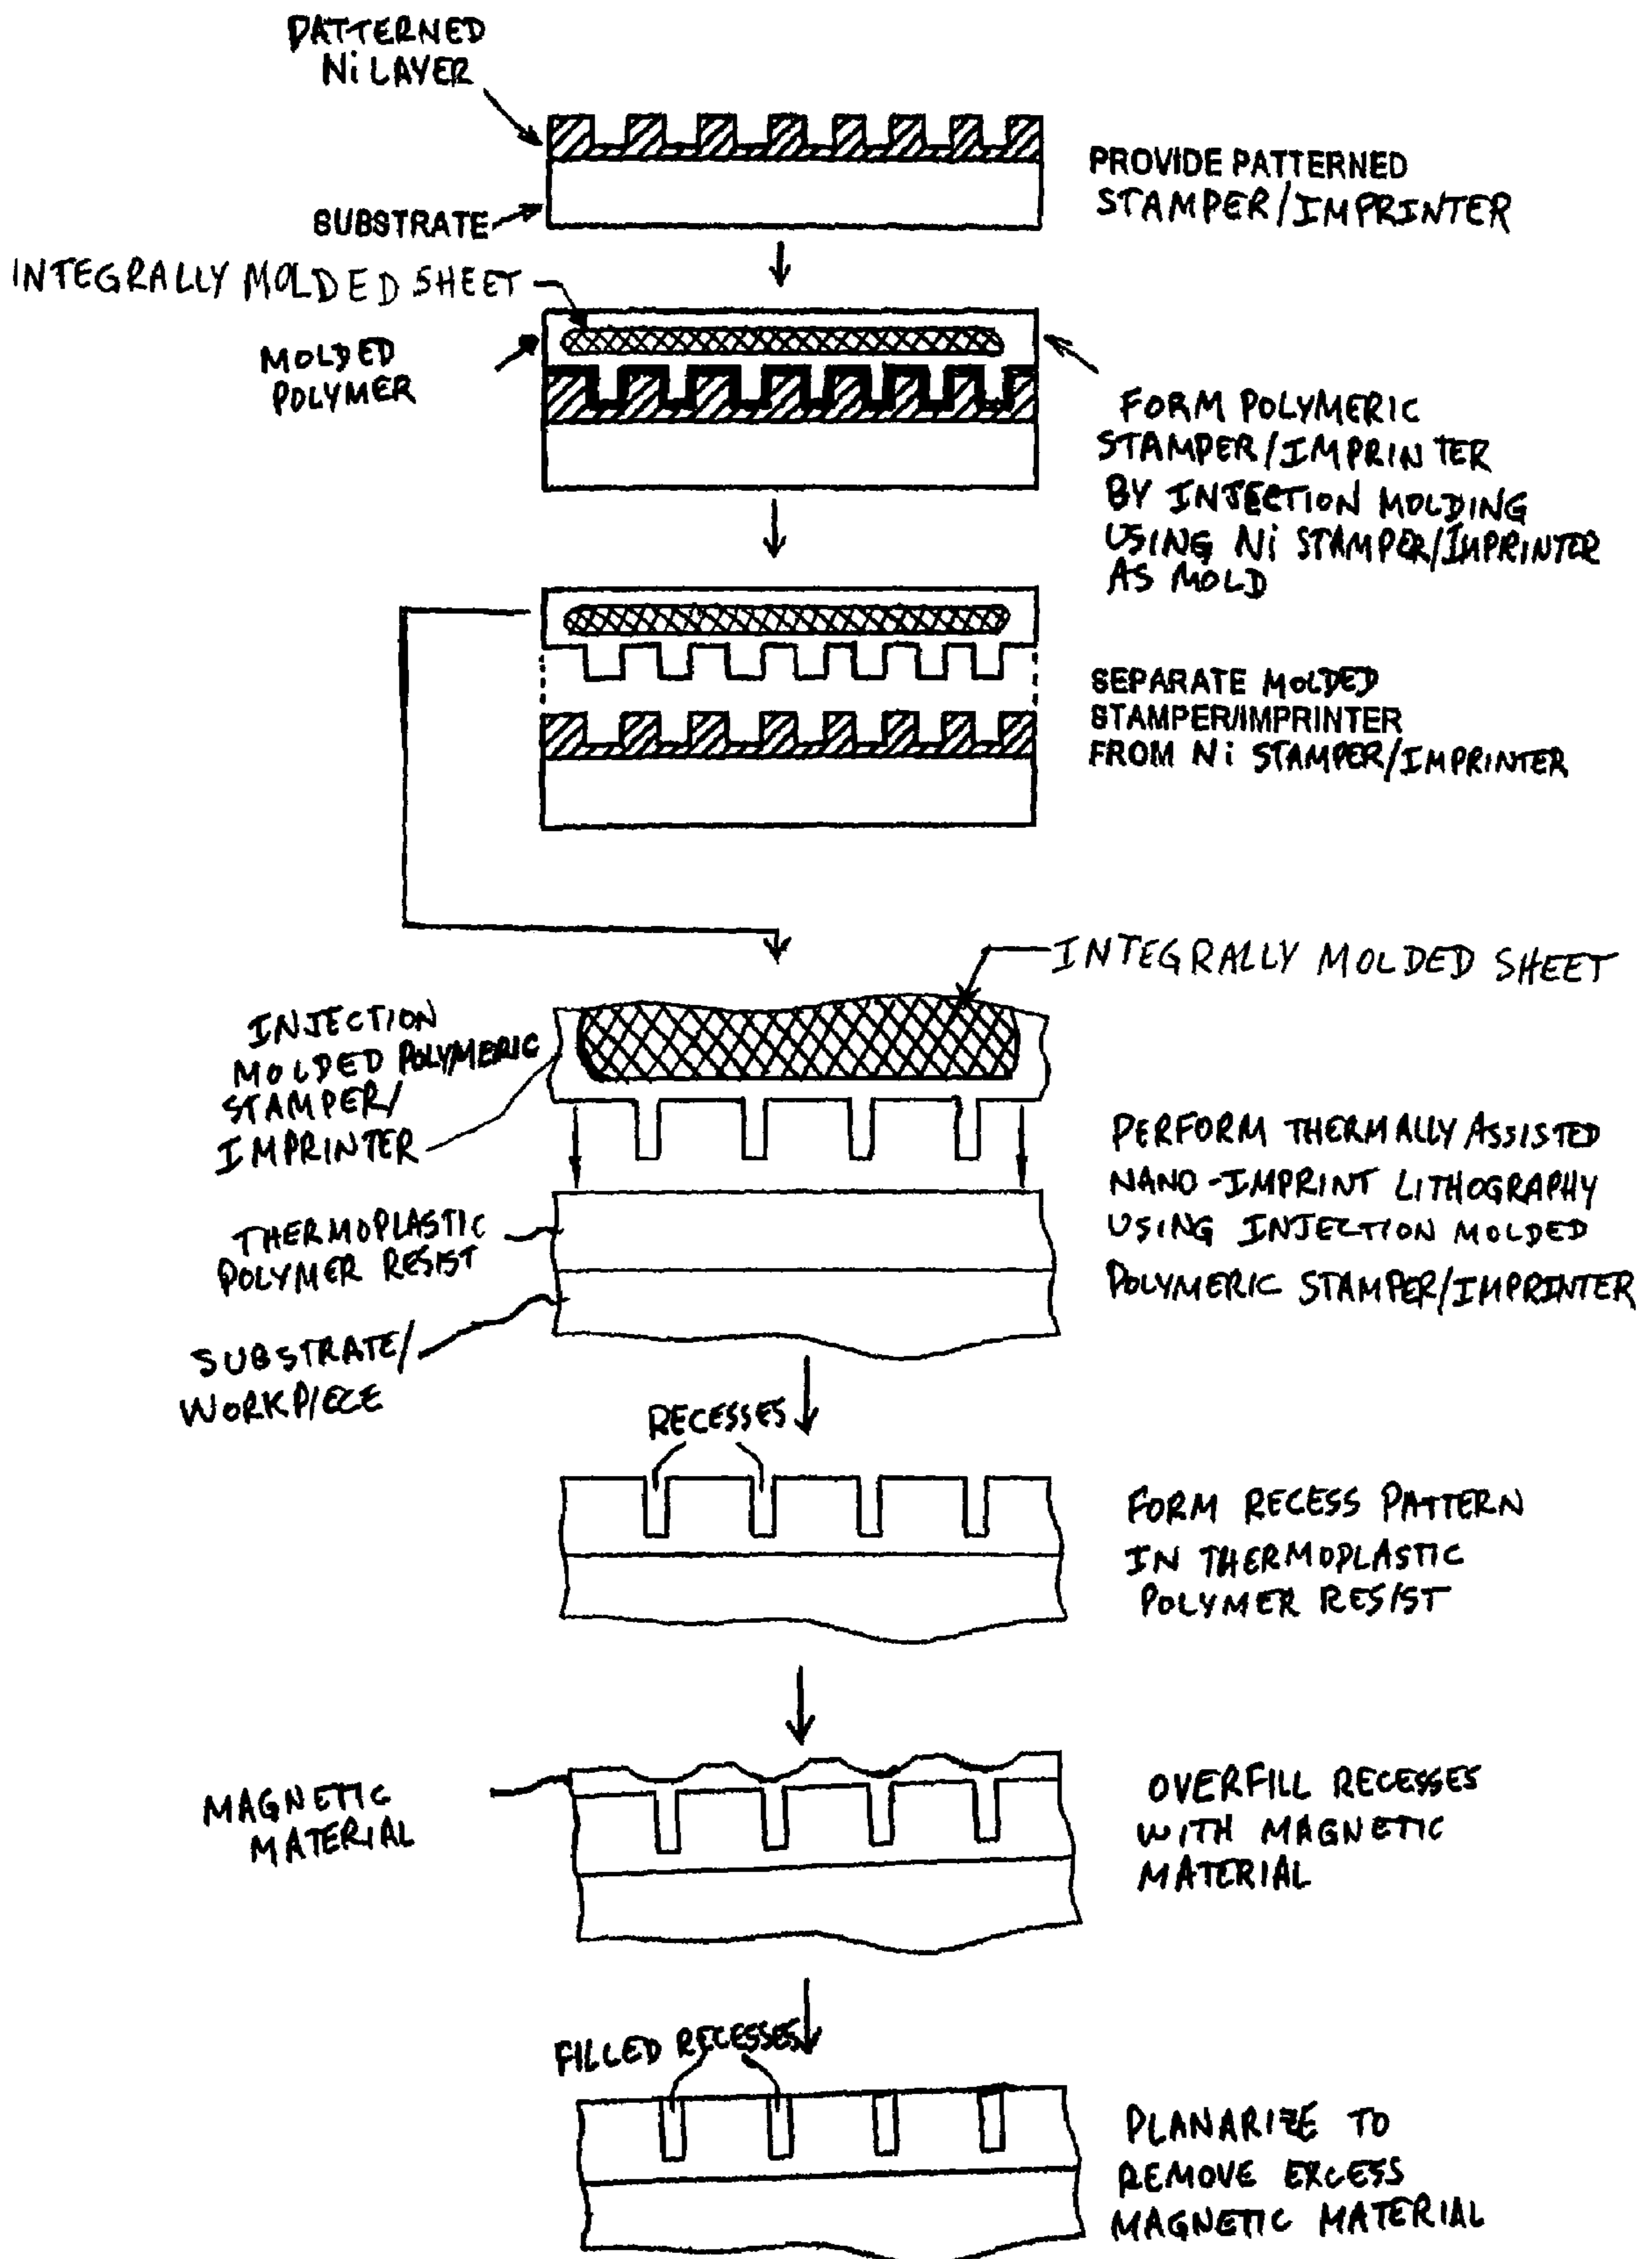 PATTERNED
Ni LAYER
PROVIDE PATTERNED
STAMPER/IMPRINTER
SUBSTRATE
INTEGRALLY MOLDED SHEET
MOLDED
POLYMER
FORM POLYMERIC
STAMPER/IMPRINTER
BY INJECTION MOLDING
USING Ni STAMPER/IMPRINTER
AS MOLD
SEPARATE MOLDED
STAMPER/IMPRINTER
FROM Ni STAMPER/IMPRINTER
INTEGRALLY MOLDED SHEET
INJECTION
MOLDED POLYMERIC
STAMPER/
IMPRINTER
PERFORM THERMALLY ASSISTED
NANO-IMPRINT LITHOGRAPHY
USING INJECTION MOLDED
POLYMERIC STAMPER/IMPRINTER
THERMOPLASTIC
POLYMER RESIST
SUBSTRATE/
WORKPIECE
RECESSES
FORM RECESS PATTERN
IN THERMOPLASTIC
POLYMER RESIST
MAGNETIC
MATERIAL
OVERFILL RECESSES
WITH MAGNETIC
MATERIAL
FILLED RECESSES
PLANARIZE TO
REMOVE EXCESS
MAGNETIC MATERIAL